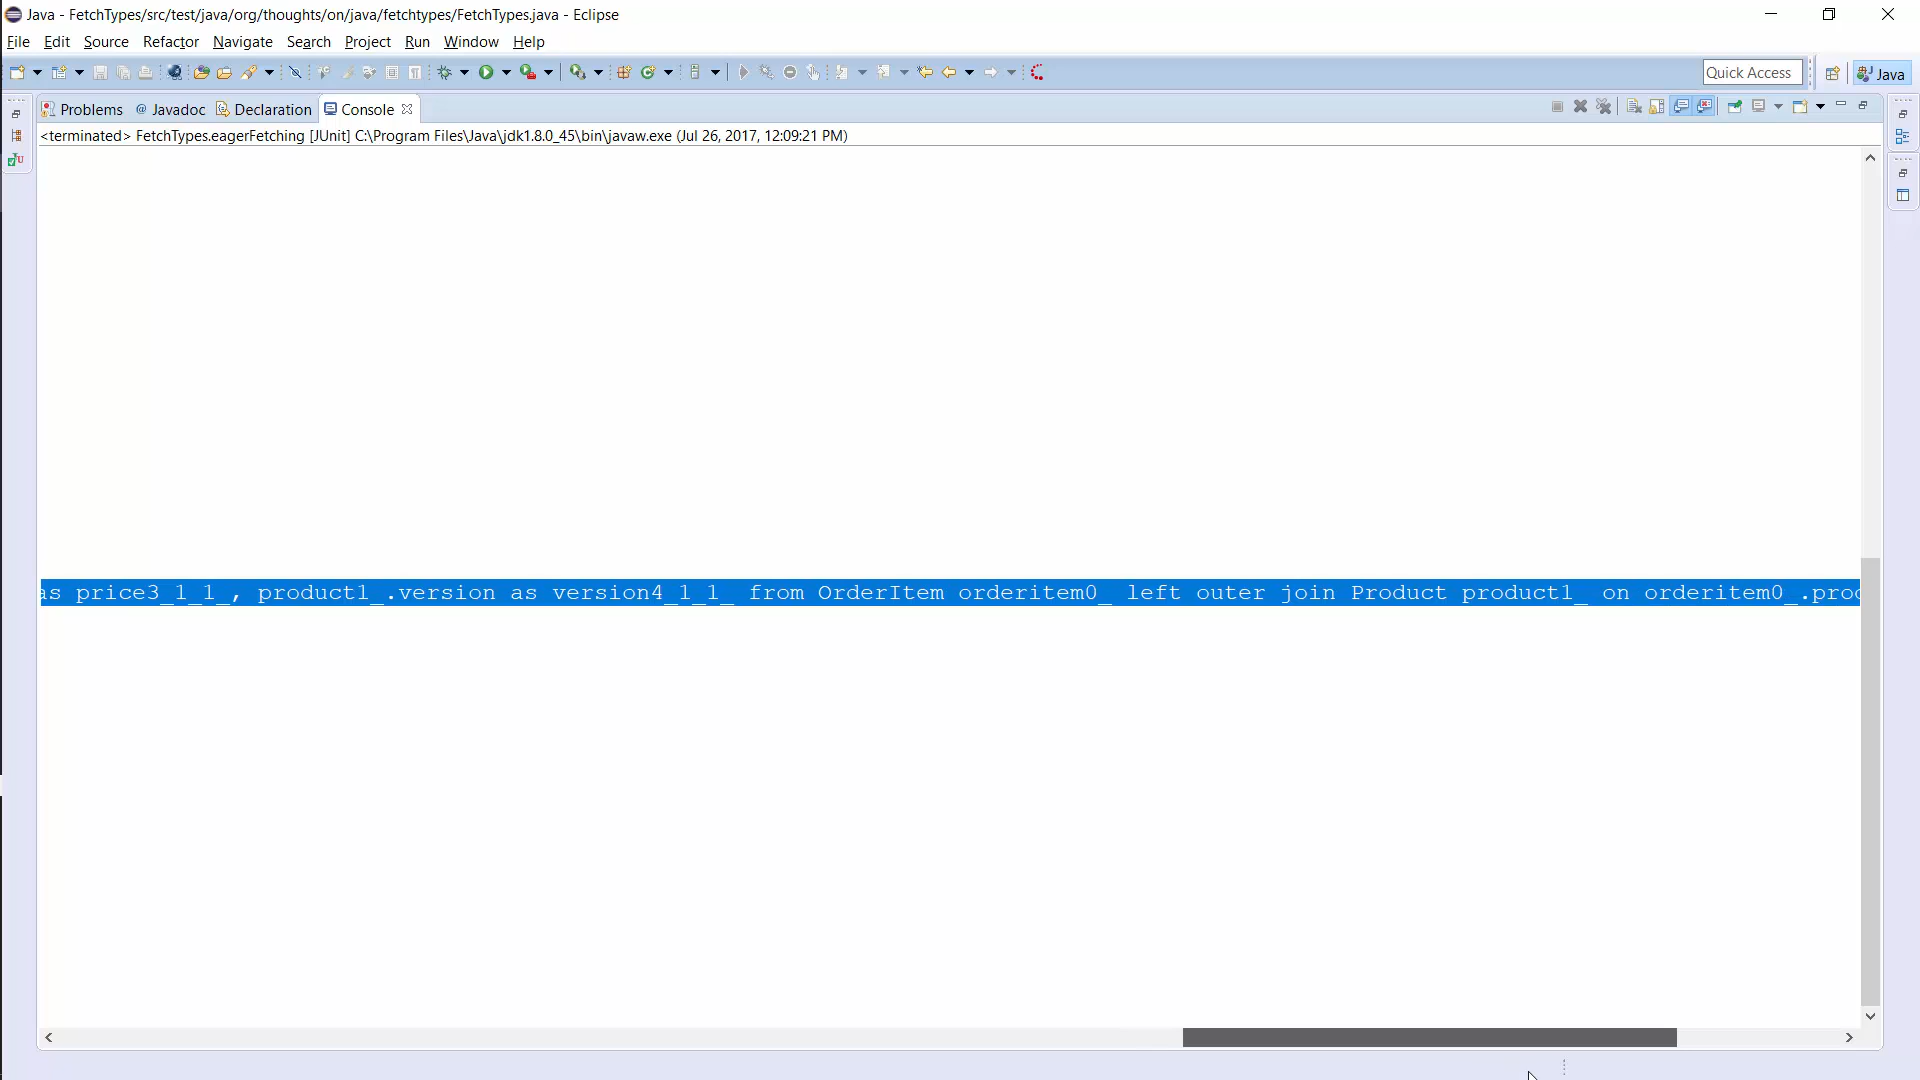 Java - FetchTypes/src/test/java/org/thoughts/on/java/fetchtypes/FetchTypes.java - Eclipse
File Edit Source Refactor Navigate Search Project Run Window Help
Quick Access Java
Problems @ Javadoc Declaration Console
<terminated> FetchTypes.eagerFetching [JUnit] C:\Program Files\Java\jdk1.8.0_45\bin\javaw.exe (Jul 26, 2017, 12:09:21 PM)
as price3_1_1_, product1_.version as version4_1_1_ from OrderItem orderitem0_ left outer join Product product1_ on orderitem0_.proc